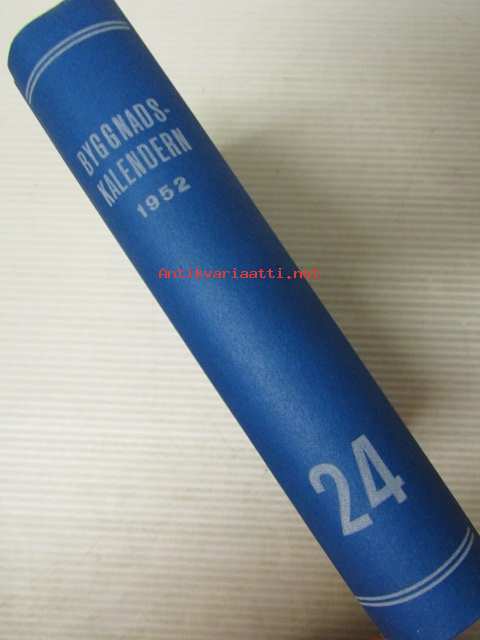 BYGGNADS-
KALENDERN
1952
Antikvariaatti.net
24